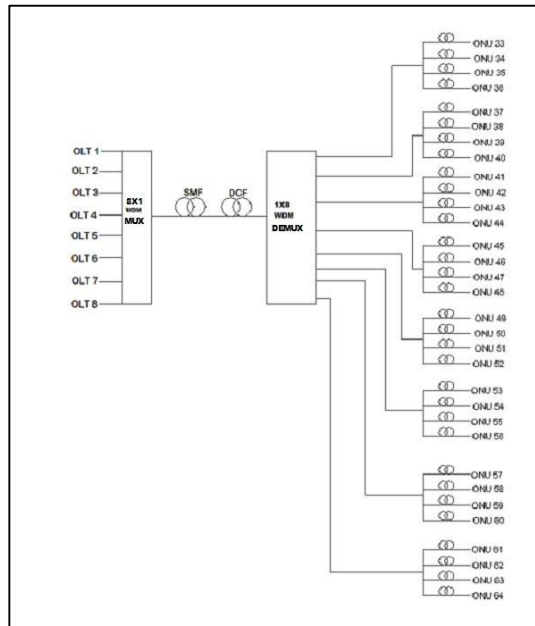 OLT 1
OLT 2
OLT 3
OLT 4
OLT 5
OLT 6
OLT 7
OLT 8
8X1
WDM
MUX
SMF
DCF
1X8
WDM
DEMUX
ONU 33
ONU 34
ONU 35
ONU 36
ONU 37
ONU 38
ONU 39
ONU 40
ONU 41
ONU 42
ONU 43
ONU 44
ONU 45
ONU 46
ONU 47
ONU 48
ONU 49
ONU 50
ONU 51
ONU 52
ONU 53
ONU 54
ONU 55
ONU 56
ONU 57
ONU 58
ONU 59
ONU 60
ONU 61
ONU 62
ONU 63
ONU 64